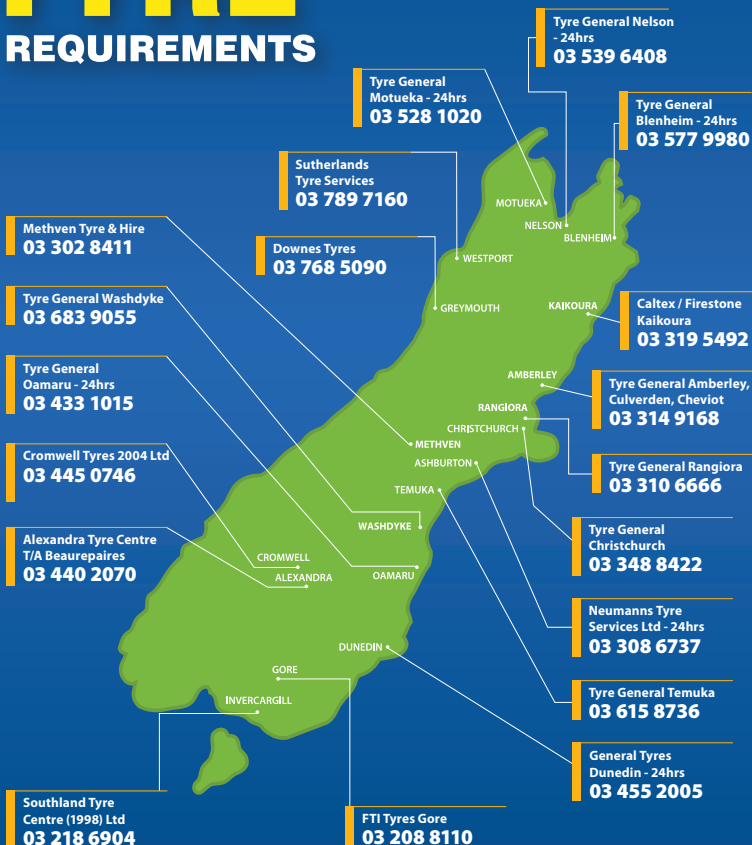 REQUIREMENTS
Tyre General Nelson
- 24hrs
03 539 6408
Tyre General
Motueka - 24hrs
03 528 1020
Tyre General
Blenheim - 24hrs
03 577 9980
Sutherlands
Tyre Services
03 789 7160
Methven Tyre & Hire
03 302 8411
Downes Tyres
03 768 5090
Tyre General Washdyke
03 683 9055
Caltex / Firestone
Kaikoura
03 319 5492
Tyre General
Oamaru - 24hrs
03 433 1015
Tyre General Amberley,
Culverden, Cheviot
03 314 9168
Cromwell Tyres 2004 Ltd
03 445 0746
Tyre General Rangiora
03 310 6666
Alexandra Tyre Centre
T/A Beaurepaires
03 440 2070
Tyre General
Christchurch
03 348 8422
Neumanns Tyre
Services Ltd - 24hrs
03 308 6737
Tyre General Temuka
03 615 8736
General Tyres
Dunedin - 24hrs
03 455 2005
Southland Tyre
Centre (1998) Ltd
03 218 6904
FTI Tyres Gore
03 208 8110
MOTUEKA
NELSON
BLENHEIM
WESTPORT
GREYMOUTH
KAIKOURA
AMBERLEY
RANGIORA
CHRISTCHURCH
METHVEN
ASHBURTON
TEMUKA
WASHDYKE
CROMWELL
ALEXANDRA
OAMARU
DUNEDIN
GORE
INVERCARGILL